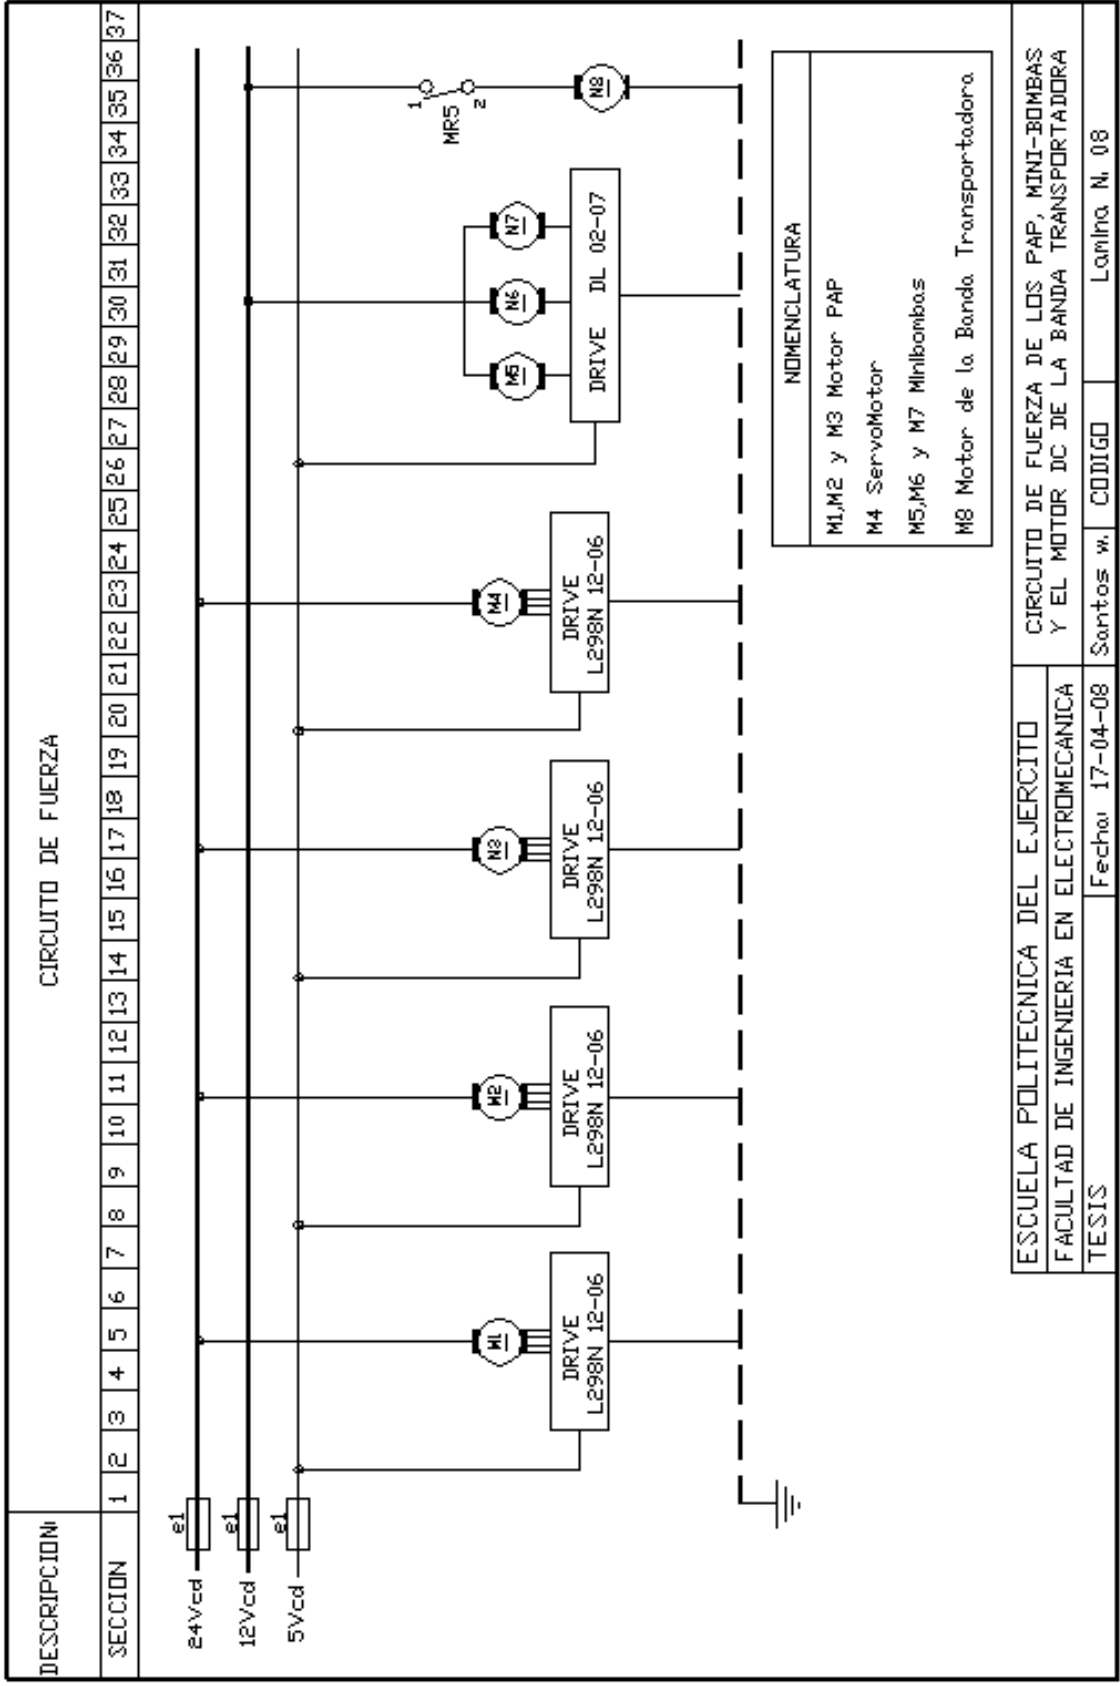 DESCRIPCION: CIRCUITO DE FUERZA
SECCION 1 2 3 4 5 6 7 8 9 10 11 12 13 14 15 16 17 18 19 20 21 22 23 24 25 26 27 28 29 30 31 32 33 34 35 36 37
24Vcd e1
12Vcd e1
5Vcd e1
MR5 1 2
M1 M2 M4 M5 N6 N7
DRIVE
L298N 12-06
DRIVE
L298N 12-06
DRIVE
L298N 12-06
DRIVE
L298N 12-06
DRIVE DL 02-07
NOMENCLATURA
M1,M2 y M3 Motor PAP
M4 ServoMotor
M5,M6 y M7 Minibombas
M8 Motor de la Banda Transportadora
ESCUELA POLITECNICA DEL EJERCITO
FACULTAD DE INGENIERIA EN ELECTROMECANICA
CIRCUITO DE FUERZA DE LOS PAP, MINI-BOMBAS
Y EL MOTOR DC DE LA BANDA TRANSPORTADORA
TESIS Fecha: 17-04-08 Santos w. CODIGO Lamina N. 08